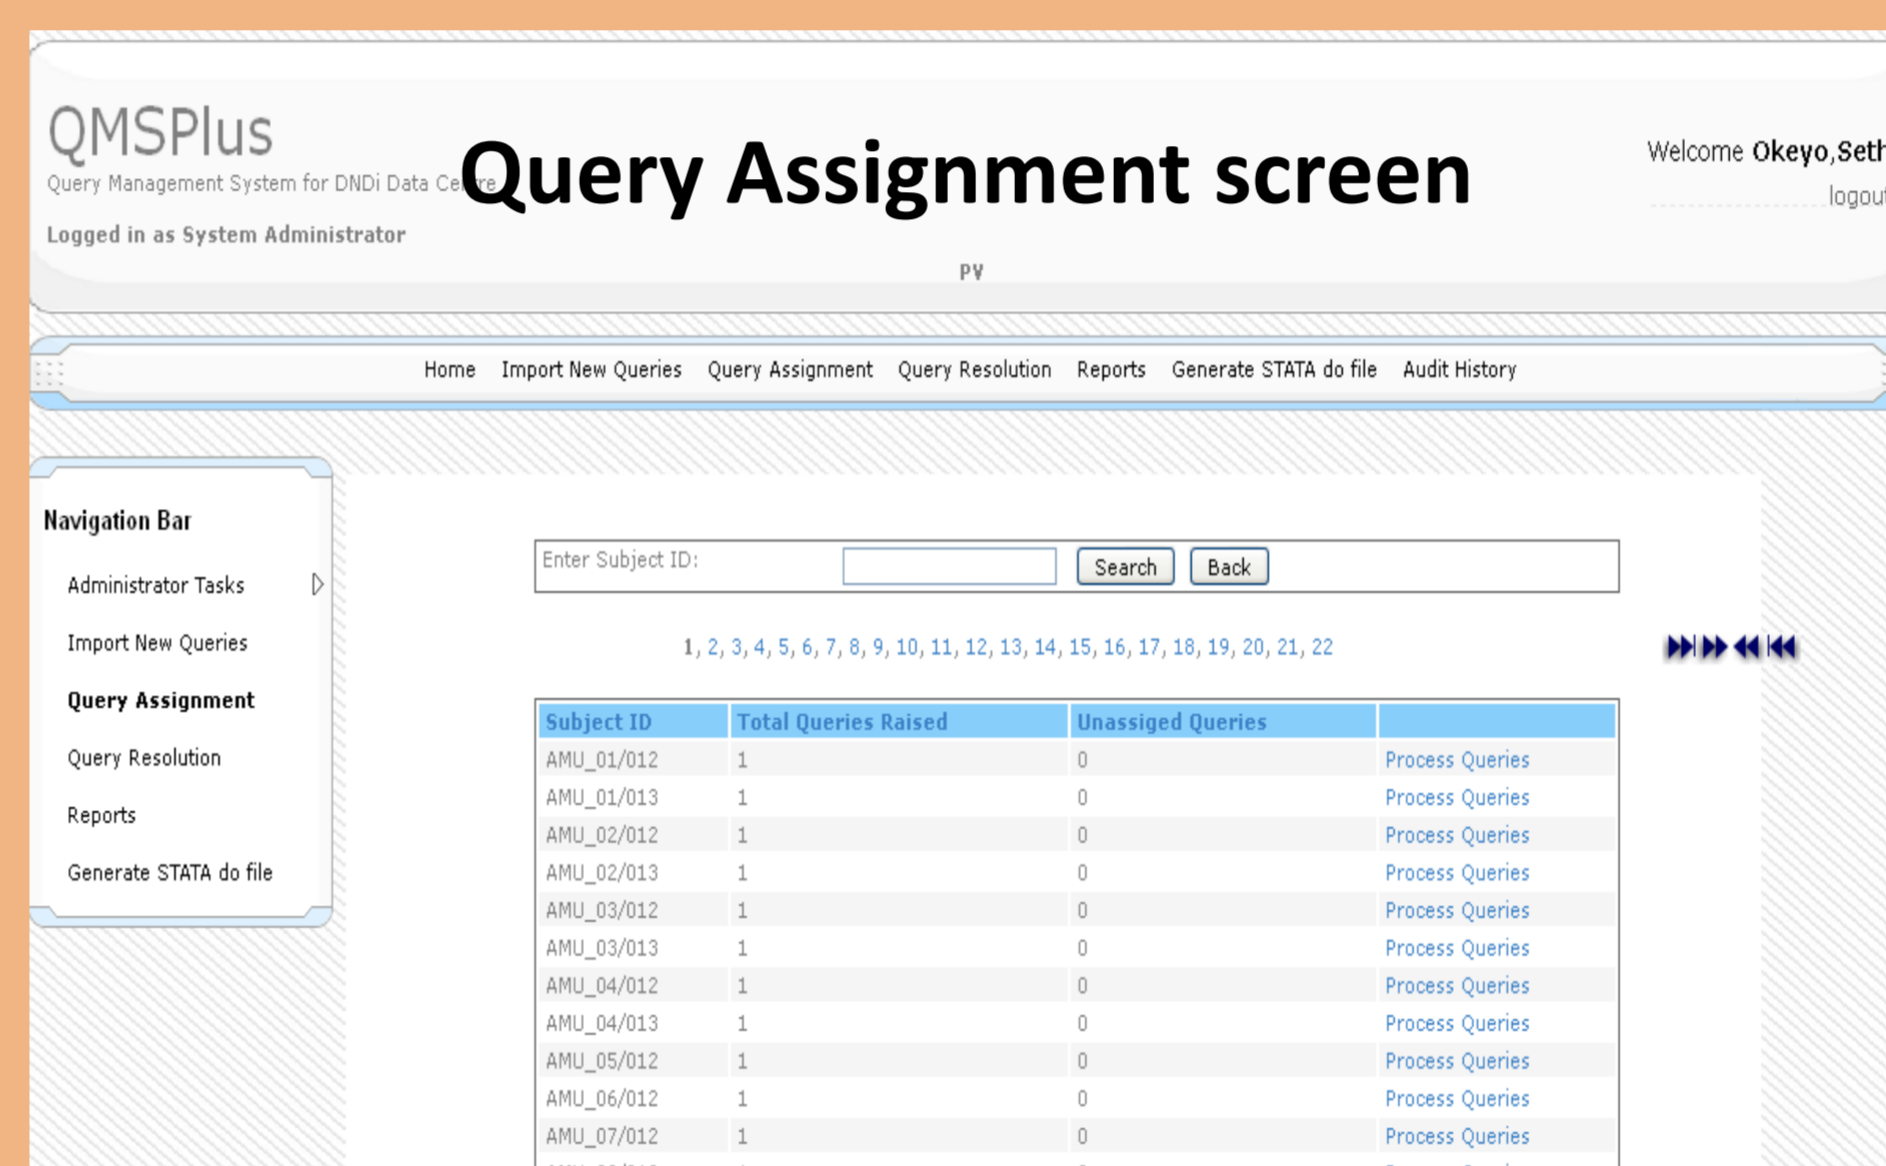 QMSPlus
Query Assignment screen
Welcome Okeyo,Seth
Query Management System for DNDi Data Centre
logout
Logged in as System Administrator
PV
Home Import New Queries Query Assignment Query Resolution Reports Generate STATA do file Audit History
Navigation Bar
Administrator Tasks
Import New Queries
Query Assignment
Query Resolution
Reports
Generate STATA do file
Enter Subject ID: Search Back
1, 2, 3, 4, 5, 6, 7, 8, 9, 10, 11, 12, 13, 14, 15, 16, 17, 18, 19, 20, 21, 22
Subject ID Total Queries Raised Unassiged Queries
AMU_01/012 1 0 Process Queries
AMU_01/013 1 0 Process Queries
AMU_02/012 1 0 Process Queries
AMU_02/013 1 0 Process Queries
AMU_03/012 1 0 Process Queries
AMU_03/013 1 0 Process Queries
AMU_04/012 1 0 Process Queries
AMU_04/013 1 0 Process Queries
AMU_05/012 1 0 Process Queries
AMU_06/012 1 0 Process Queries
AMU_07/012 1 0 Process Queries